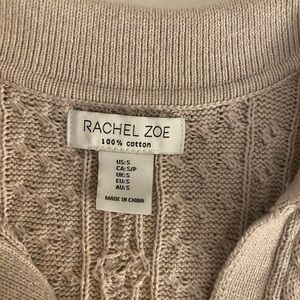 RACHEL ZOE
100% cotton
US:S
CA:S/P
UK:S
EU:S
AU:S
MADE IN CHINA